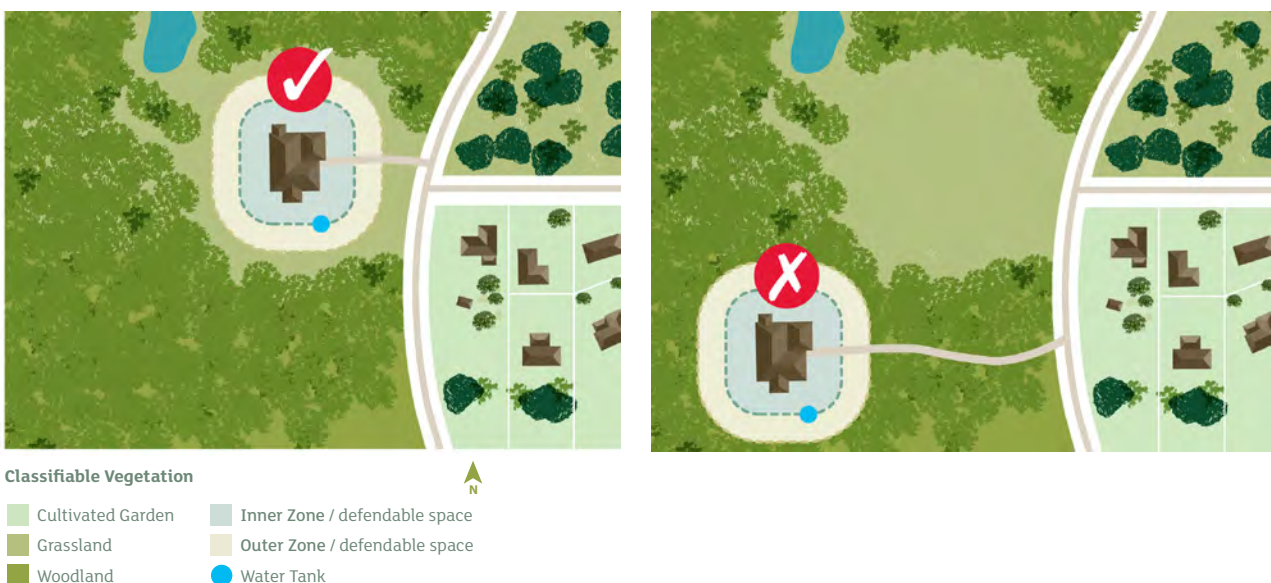 Classifiable Vegetation
N
Cultivated Garden
Grassland
Woodland
Inner Zone / defendable space
Outer Zone / defendable space
Water Tank